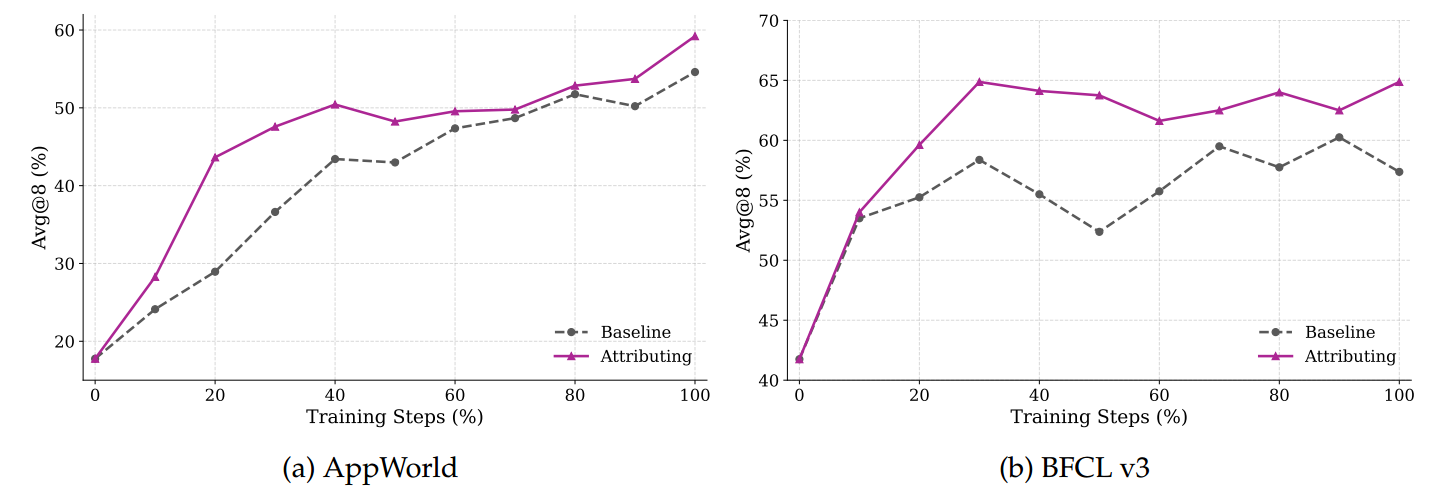 60
50
40
30
20
Avg@8 (%)
0 20 40 60 80 100
Training Steps (%)
Baseline
Attributing
(a) AppWorld
70
65
60
55
50
45
40
Avg@8 (%)
0 20 40 60 80 100
Training Steps (%)
Baseline
Attributing
(b) BFCL v3